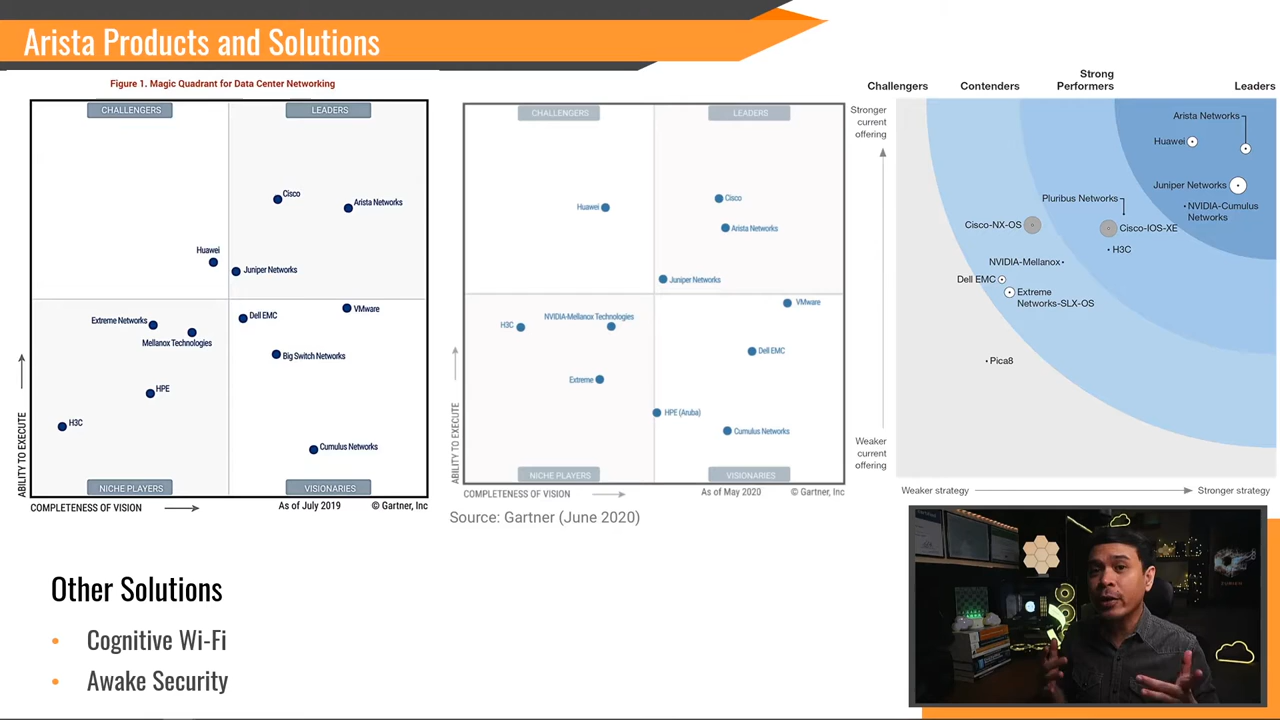 Arista Products and Solutions
Figure 1. Magic Quadrant for Data Center Networking
CHALLENGERS
LEADERS
Cisco
Arista Networks
Huawei
Juniper Networks
Extreme Networks
Mellanox Technologies
Dell EMC
VMware
Big Switch Networks
HPE
H3C
Cumulus Networks
NICHE PLAYERS
VISIONARIES
ABILITY TO EXECUTE
COMPLETENESS OF VISION
As of July 2019
© Gartner, Inc
CHALLENGERS
LEADERS
Huawei
Cisco
Arista Networks
Juniper Networks
H3C
NVIDIA-Mellanox Technologies
VMware
Dell EMC
Extreme
HPE (Aruba)
Cumulus Networks
NICHE PLAYERS
VISIONARIES
ABILITY TO EXECUTE
COMPLETENESS OF VISION
As of May 2020
© Gartner, Inc
Source: Gartner (June 2020)
Challengers
Contenders
Strong
Performers
Leaders
Stronger
current
offering
Arista Networks
Huawei
Juniper Networks
NVIDIA-Cumulus
Networks
Pluribus Networks
Cisco-NX-OS
Cisco-IOS-XE
H3C
NVIDIA-Mellanox
Dell EMC
Extreme
Networks-SLX-OS
Pica8
Weaker
current
offering
Weaker strategy
Stronger strategy
Other Solutions
• Cognitive Wi-Fi
• Awake Security